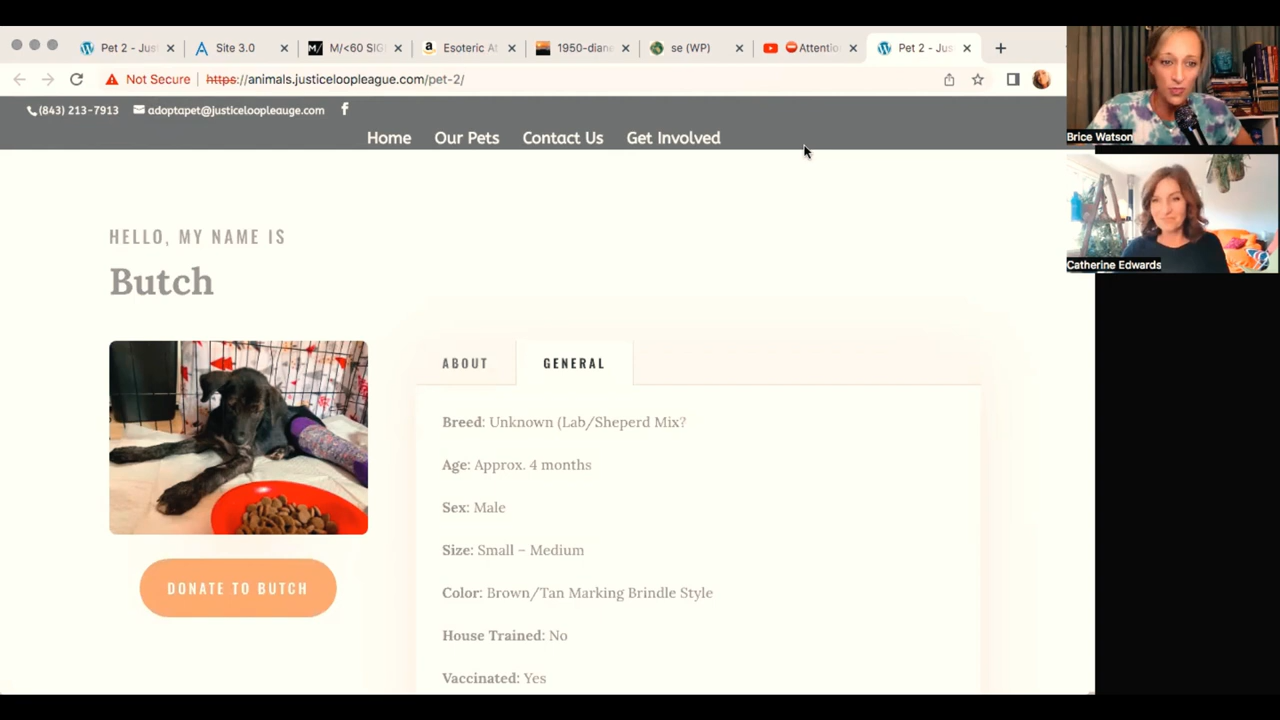 Pet 2 - Jus
Site 3.0
M/<60 SIG
Esoteric At
1950-diane
se (WP)
Attentio
Pet 2 - Jus
Not Secure
https://animals.justiceloopleague.com/pet-2/
(843) 213-7913
adoptapet@justiceloopleauge.com
Home
Our Pets
Contact Us
Get Involved
Brice Watson
Catherine Edwards
HELLO, MY NAME IS
Butch
ABOUT
GENERAL
Breed: Unknown (Lab/Sheperd Mix?
Age: Approx. 4 months
Sex: Male
Size: Small – Medium
Color: Brown/Tan Marking Brindle Style
House Trained: No
Vaccinated: Yes
DONATE TO BUTCH